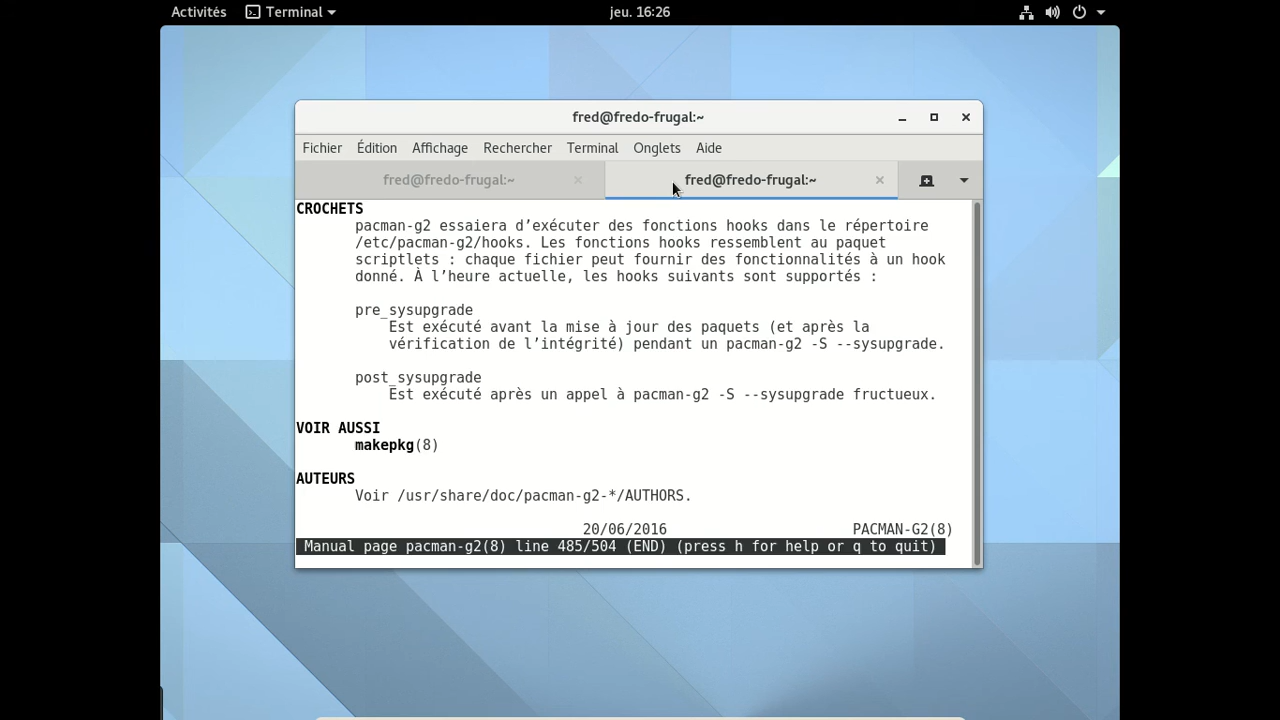 Activités
Terminal
jeu. 16:26
fred@fredo-frugal:~
Fichier Édition Affichage Rechercher Terminal Onglets Aide
fred@fredo-frugal:~
fred@fredo-frugal:~
CROCHETS
pacman-g2 essaiera d’exécuter des fonctions hooks dans le répertoire
/etc/pacman-g2/hooks. Les fonctions hooks ressemblent au paquet
scriptlets : chaque fichier peut fournir des fonctionnalités à un hook
donné. À l’heure actuelle, les hooks suivants sont supportés :
pre_sysupgrade
Est exécuté avant la mise à jour des paquets (et après la
vérification de l’intégrité) pendant un pacman-g2 -S --sysupgrade.
post_sysupgrade
Est exécuté après un appel à pacman-g2 -S --sysupgrade fructueux.
VOIR AUSSI
makepkg(8)
AUTEURS
Voir /usr/share/doc/pacman-g2-*/AUTHORS.
20/06/2016 PACMAN-G2(8)
Manual page pacman-g2(8) line 485/504 (END) (press h for help or q to quit)